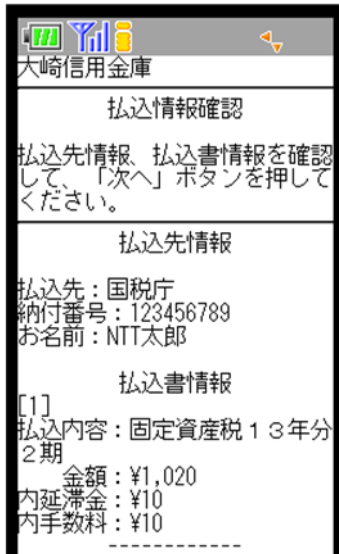 大崎信用金庫
払込情報確認
払込先情報、払込書情報を確認
して、「次へ」ボタンを押して
ください。
払込先情報
払込先：国税庁
納付番号：123456789
お名前：NTT太郎
払込書情報
[1]
払込内容：固定資産税１３年分
２期
金額：¥1,020
内延滞金：¥10
内手数料：¥10
------------